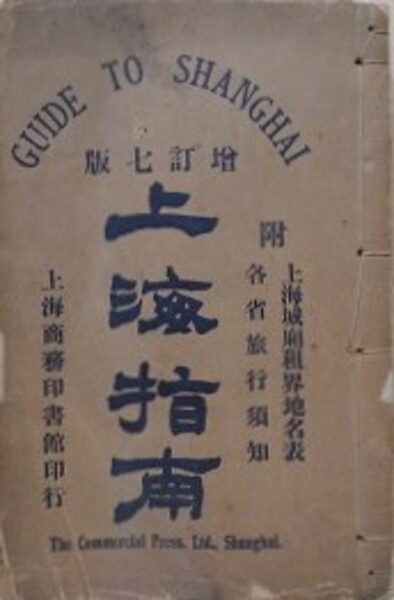 GUIDE TO SHANGHAI
增訂七版
附
上海城廂租界地名表
各省旅行須知
上海指南
上海商務印書館印行
The Commercial Press, Ltd., Shanghai.